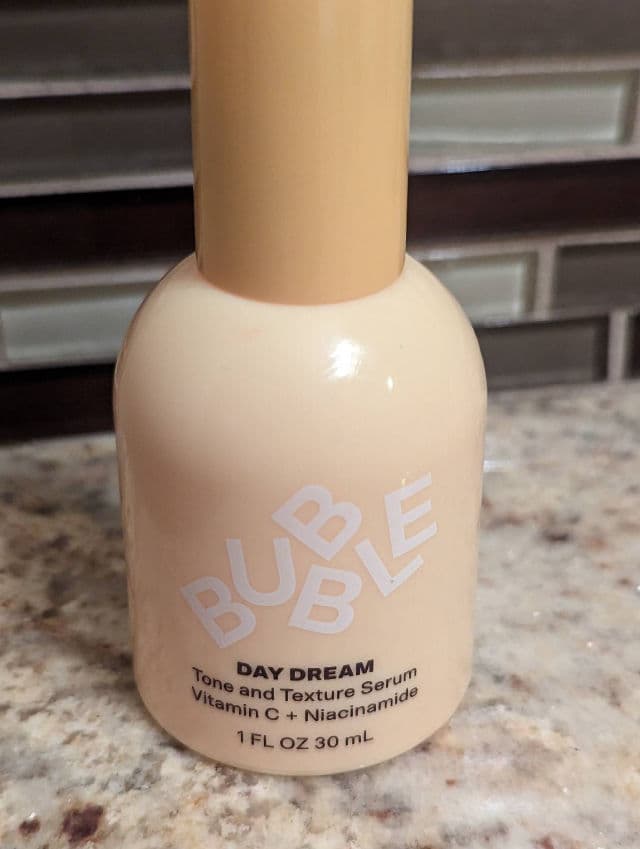 BUBBLE
DAY DREAM
Tone and Texture Serum
Vitamin C + Niacinamide
1 FL OZ 30 mL